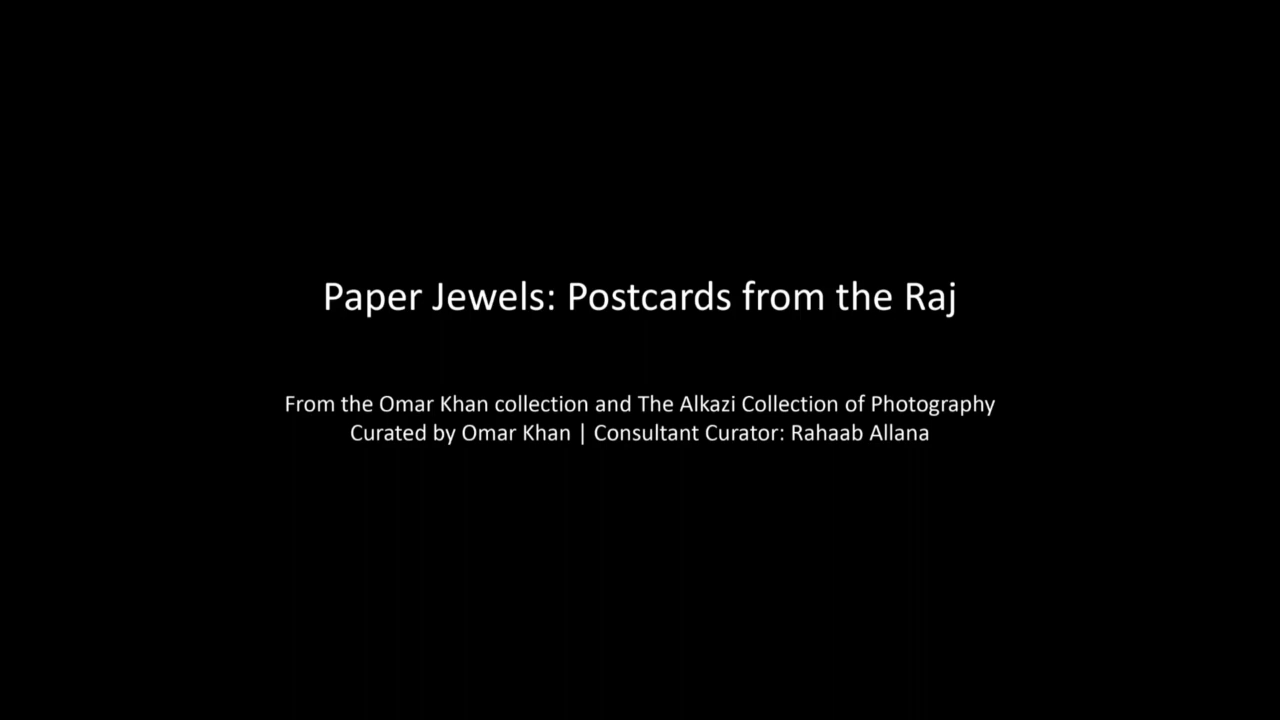 Paper Jewels: Postcards from the Raj
From the Omar Khan collection and The Alkazi Collection of Photography
Curated by Omar Khan | Consultant Curator: Rahaab Allana